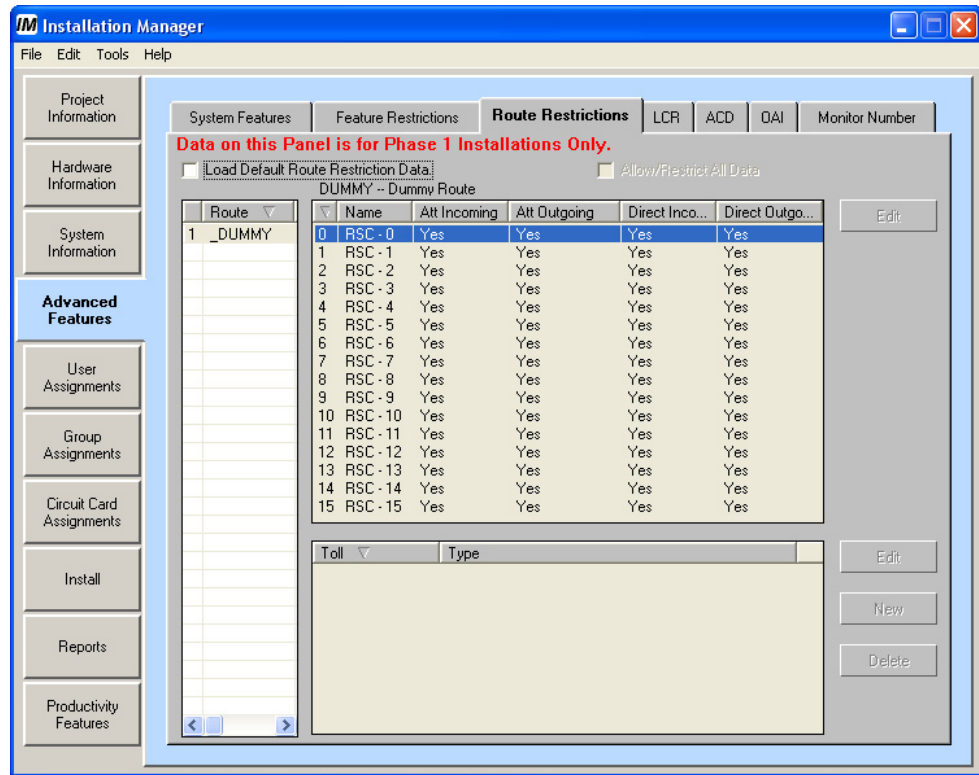 IM Installation Manager
File Edit Tools Help
Project Information
Hardware Information
System Information
Advanced Features
User Assignments
Group Assignments
Circuit Card Assignments
Install
Reports
Productivity Features
System Features Feature Restrictions Route Restrictions LCR ACD OAI Monitor Number
Data on this Panel is for Phase 1 Installations Only.
Load Default Route Restriction Data. Allow/Restrict All Data
DUMMY -- Dummy Route
Route
1 _DUMMY
Name Att Incoming Att Outgoing Direct Inco... Direct Outgo...
0 RSC - 0 Yes Yes Yes Yes
1 RSC - 1 Yes Yes Yes Yes
2 RSC - 2 Yes Yes Yes Yes
3 RSC - 3 Yes Yes Yes Yes
4 RSC - 4 Yes Yes Yes Yes
5 RSC - 5 Yes Yes Yes Yes
6 RSC - 6 Yes Yes Yes Yes
7 RSC - 7 Yes Yes Yes Yes
8 RSC - 8 Yes Yes Yes Yes
9 RSC - 9 Yes Yes Yes Yes
10 RSC - 10 Yes Yes Yes Yes
11 RSC - 11 Yes Yes Yes Yes
12 RSC - 12 Yes Yes Yes Yes
13 RSC - 13 Yes Yes Yes Yes
14 RSC - 14 Yes Yes Yes Yes
15 RSC - 15 Yes Yes Yes Yes
Edit
Toll Type
Edit
New
Delete